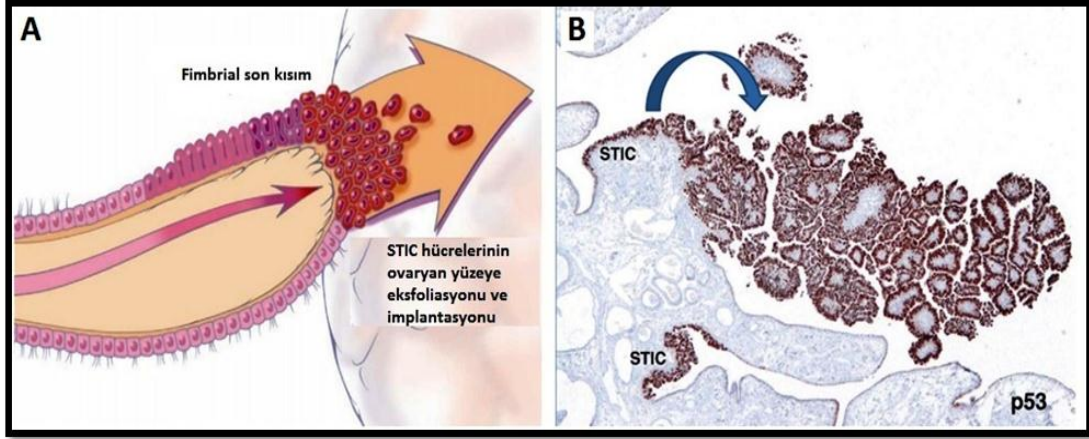 A
Fimbrial son kısım
STIC hücrelerinin
ovaryan yüzeye
eksfoliasyonu ve
implantasyonu
B
STIC
STIC
p53